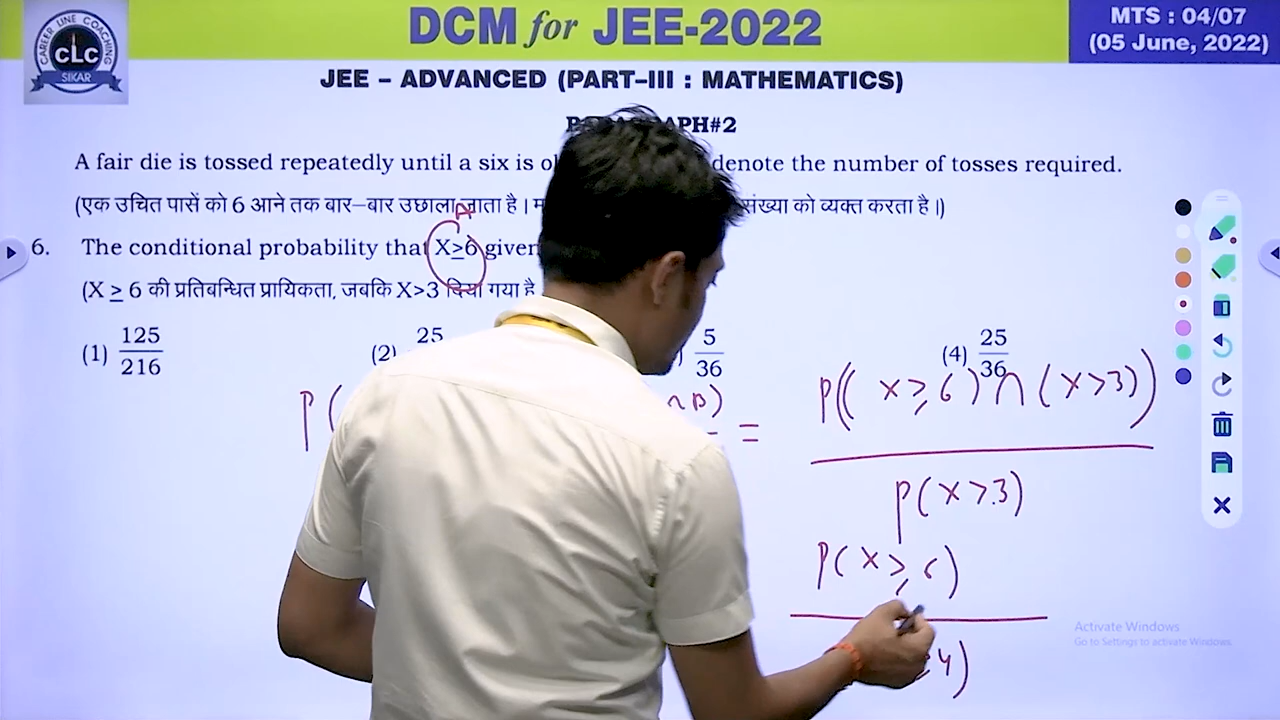 DCM for JEE-2022
MTS : 04/07
(05 June, 2022)
CAREER LINE COACHING
CLC
SIKAR
JEE – ADVANCED (PART–III : MATHEMATICS)
PH#2
A fair die is tossed repeatedly until a six is denote the number of tosses required.
(एक उचित पासें को 6 आने तक बार–बार उछाला जाता है। संख्या को व्यक्त करता है।)
A
6. The conditional probability that X≥6 given
(X ≥ 6 की प्रतिबन्धित प्रायिकता, जबकि X>3 दिया गया है
(1) 125/216 (2) 25 5/36 (4) 25/36
P( ∩B) = P((X≥6)∩(X>3))
P(X>3)
P(X≥6)
4)
Activate Windows
Go to Settings to activate Windows.